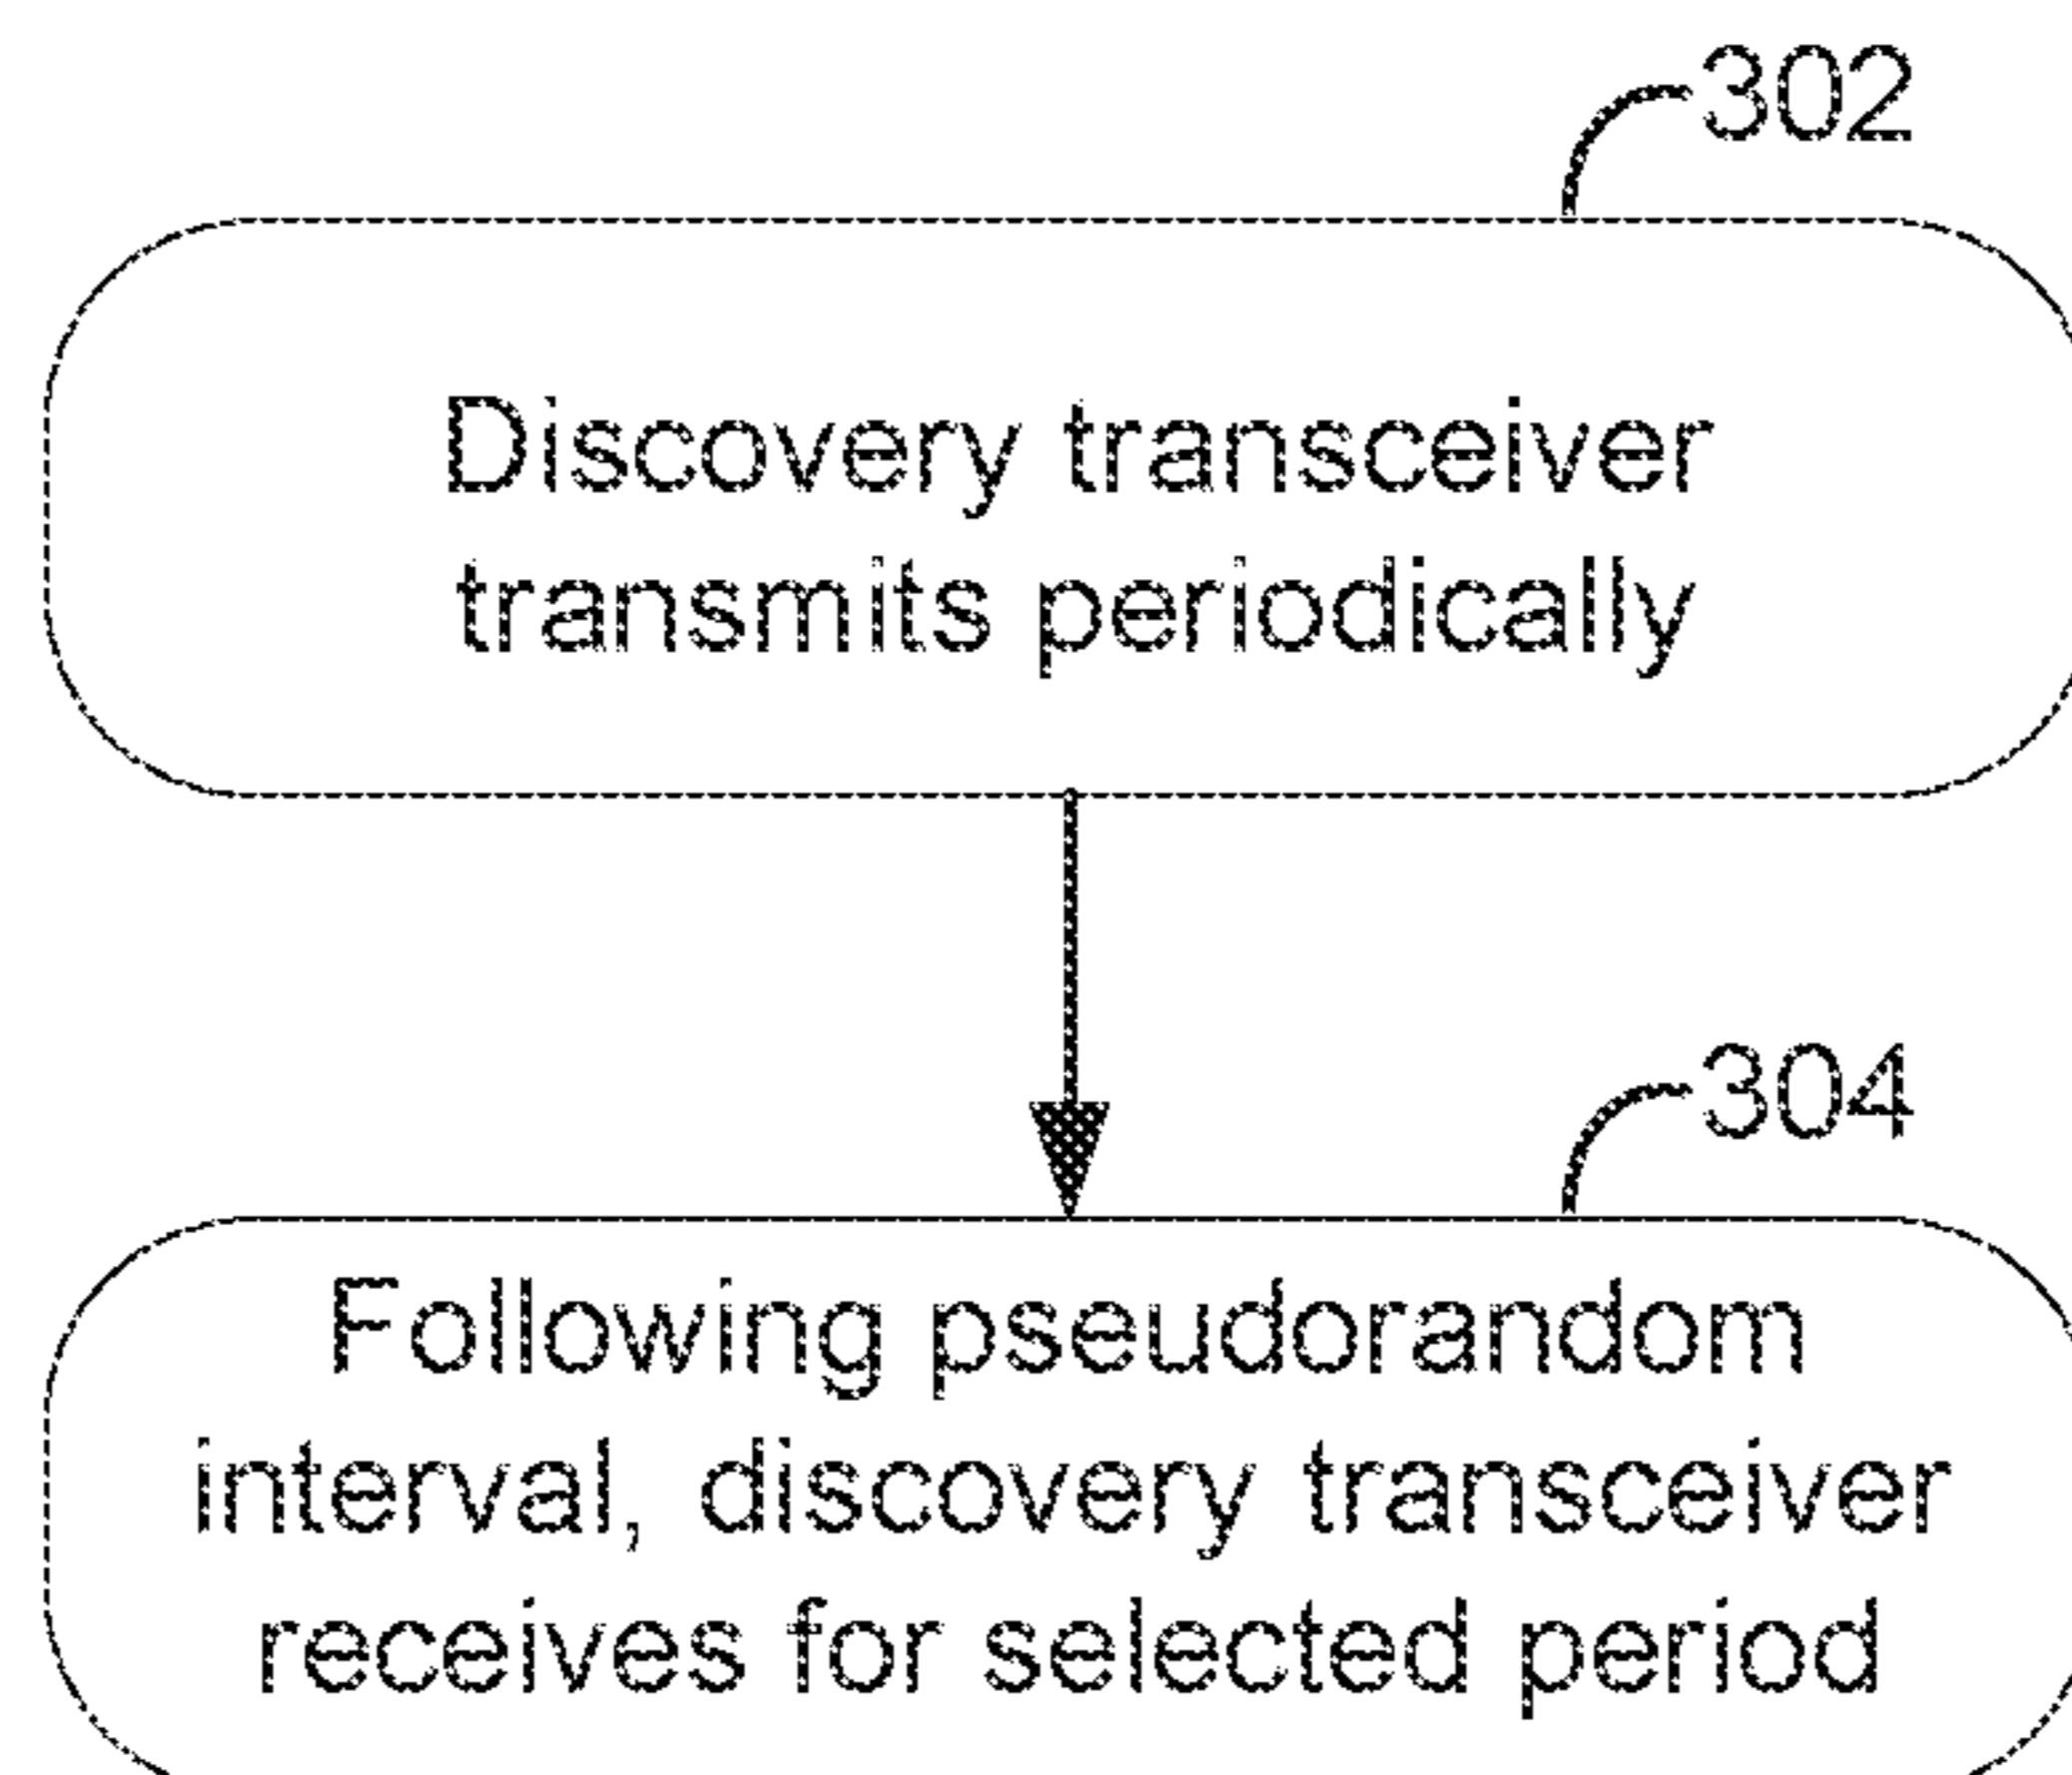 302
Discovery transceiver
transmits periodically
304
Following pseudorandom
interval, discovery transceiver
receives for selected period